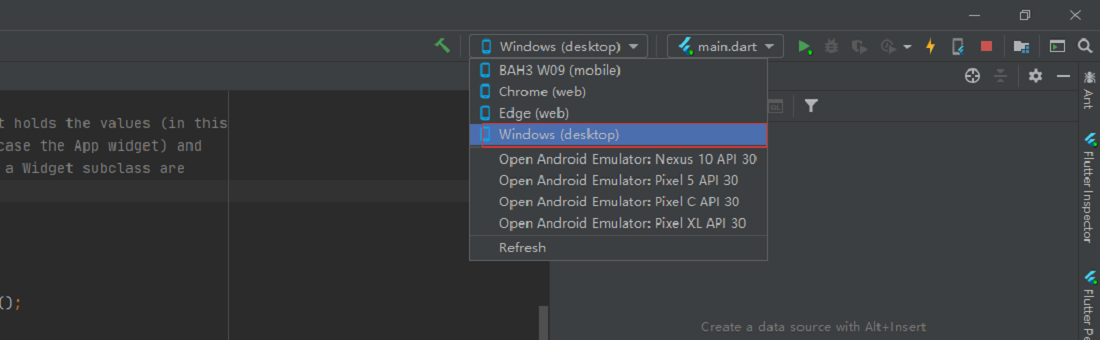 Windows (desktop)
main.dart
BAH3 W09 (mobile)
Chrome (web)
Edge (web)
Windows (desktop)
Open Android Emulator: Nexus 10 API 30
Open Android Emulator: Pixel 5 API 30
Open Android Emulator: Pixel C API 30
Open Android Emulator: Pixel XL API 30
Refresh
t holds the values (in this
case the App widget) and
a Widget subclass are
();
Create a data source with Alt+Insert
Ant
Flutter Inspector
Flutter Pe